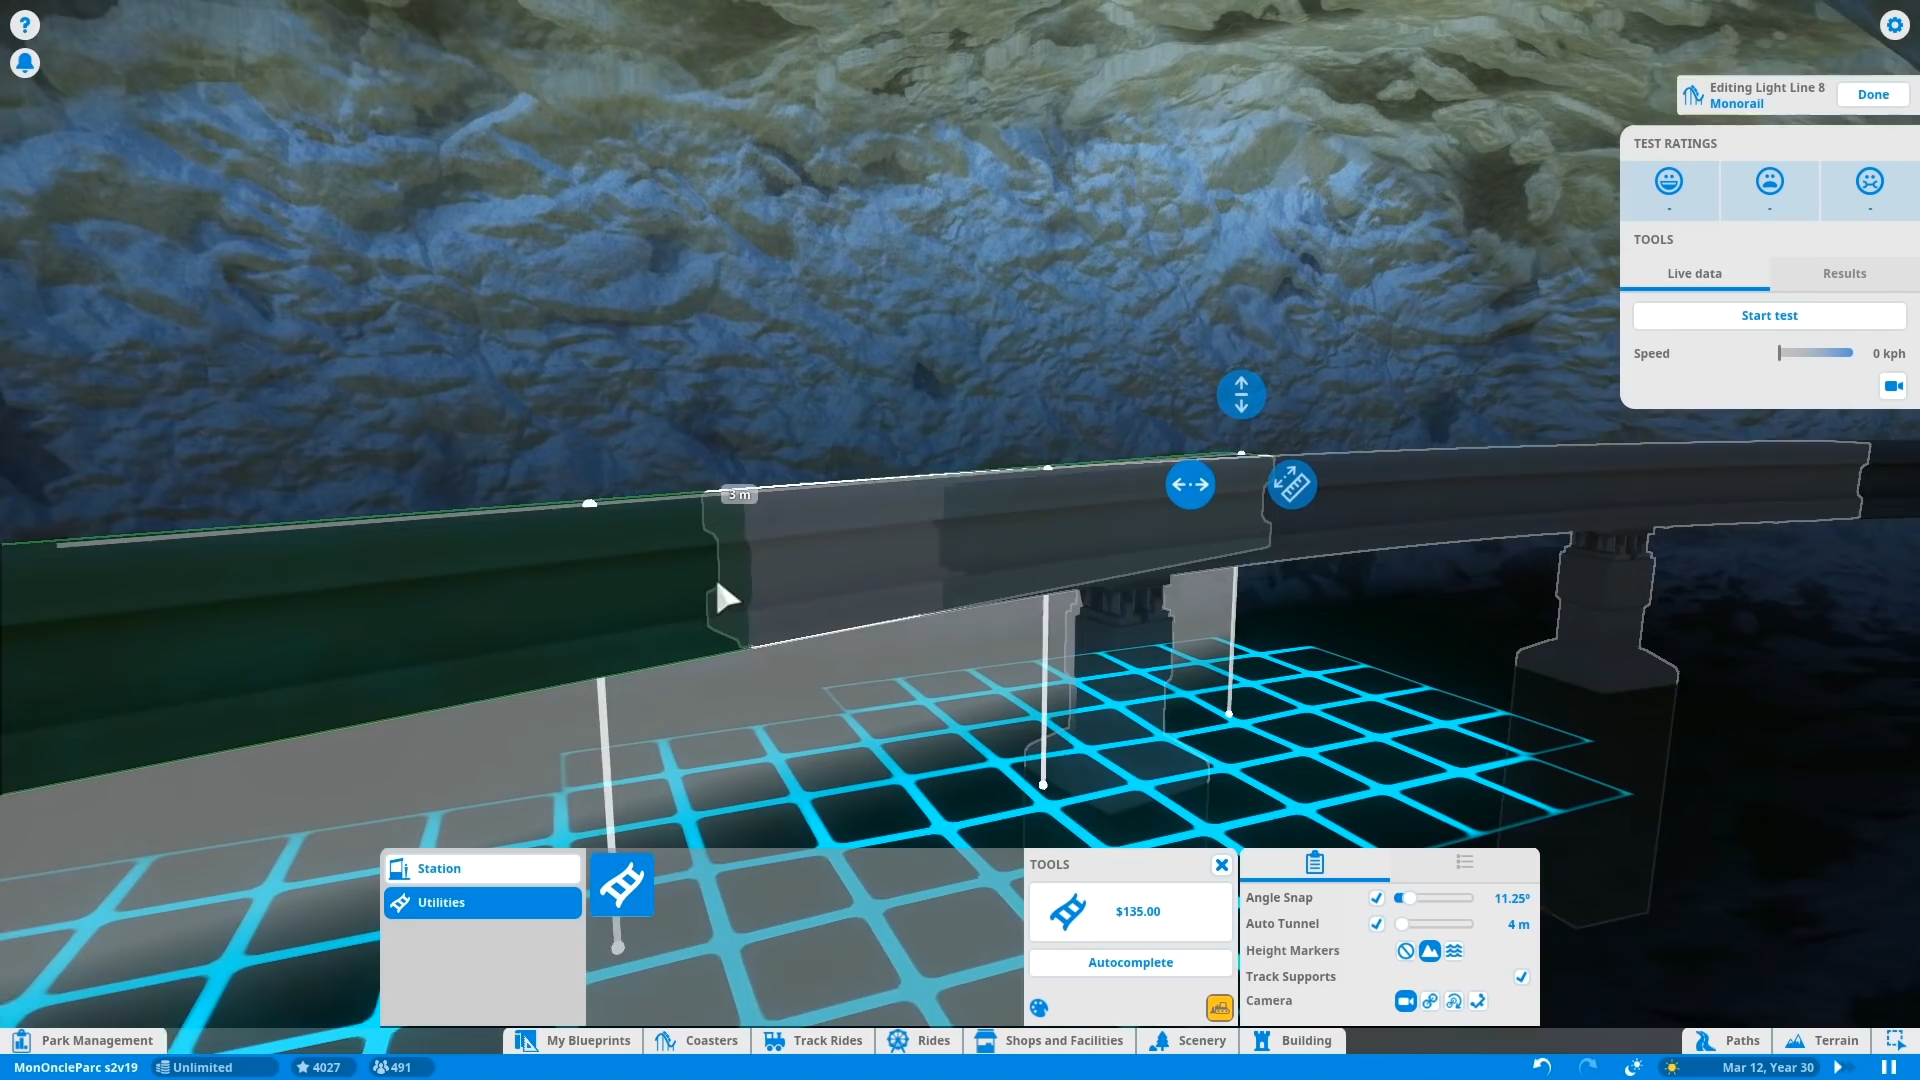 ?
Editing Light Line 8
Monorail
Done
TEST RATINGS
- - -
TOOLS
Live data
Results
Start test
Speed
0 kph
3 m
Station
Utilities
TOOLS
$135.00
Autocomplete
Angle Snap
11.25°
Auto Tunnel
4 m
Height Markers
Track Supports
Camera
Park Management
My Blueprints
Coasters
Track Rides
Rides
Shops and Facilities
Scenery
Building
Paths
Terrain
MonOncleParc s2v19
Unlimited
4027
491
Mar 12, Year 30